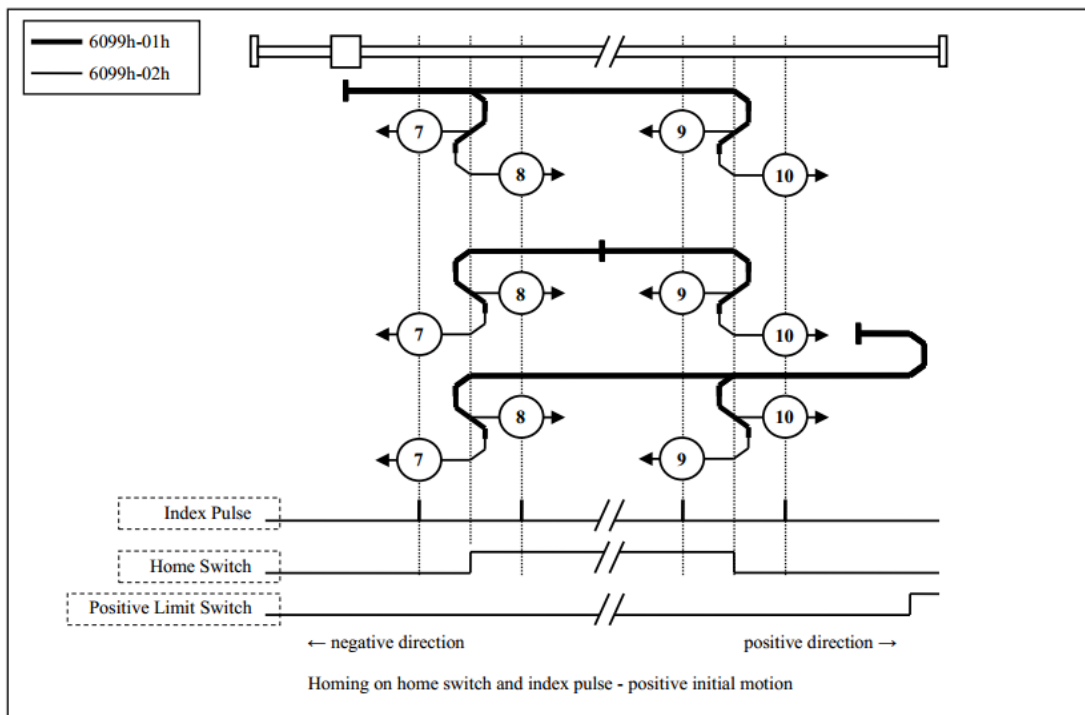 6099h-01h
6099h-02h
7
9
8
10
8
9
7
10
8
10
7
9
Index Pulse
Home Switch
Positive Limit Switch
← negative direction
positive direction →
Homing on home switch and index pulse - positive initial motion